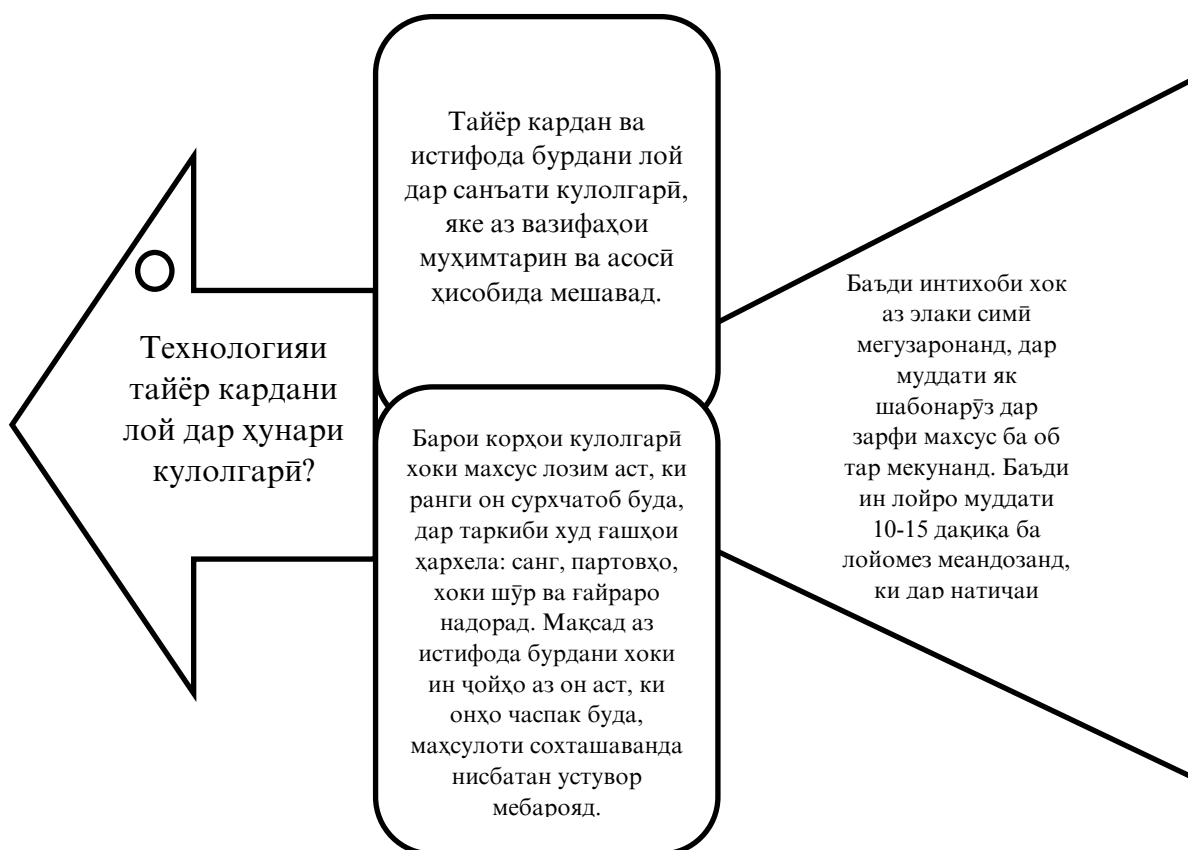 Технологияи
тайёр кардани
лой дар ҳунари
кулолгарӣ?
Тайёр кардан ва
истифода бурдани лой
дар санъати кулолгарӣ,
яке аз вазифаҳои
муҳимтарин ва асосӣ
ҳисобида мешавад.
Барои корҳои кулолгарӣ
хоки махсус лозим аст, ки
ранги он сурхчатоб буда,
дар таркиби худ ғашҳои
ҳархела: санг, партовҳо,
хоки шӯр ва ғайраро
надорад. Мақсад аз
истифода бурдани хоки
ин ҷойҳо аз он аст, ки
онҳо часпак буда,
маҳсулоти сохташаванда
нисбатан устувор
мебарояд.
Баъди интихоби хок
аз элаки симӣ
мегузаронанд, дар
муддати як
шабонарӯз дар
зарфи махсус ба об
тар мекунанд. Баъди
ин лойро муддати
10-15 дақиқа ба
лойомез меандозанд,
ки дар натиҷаи